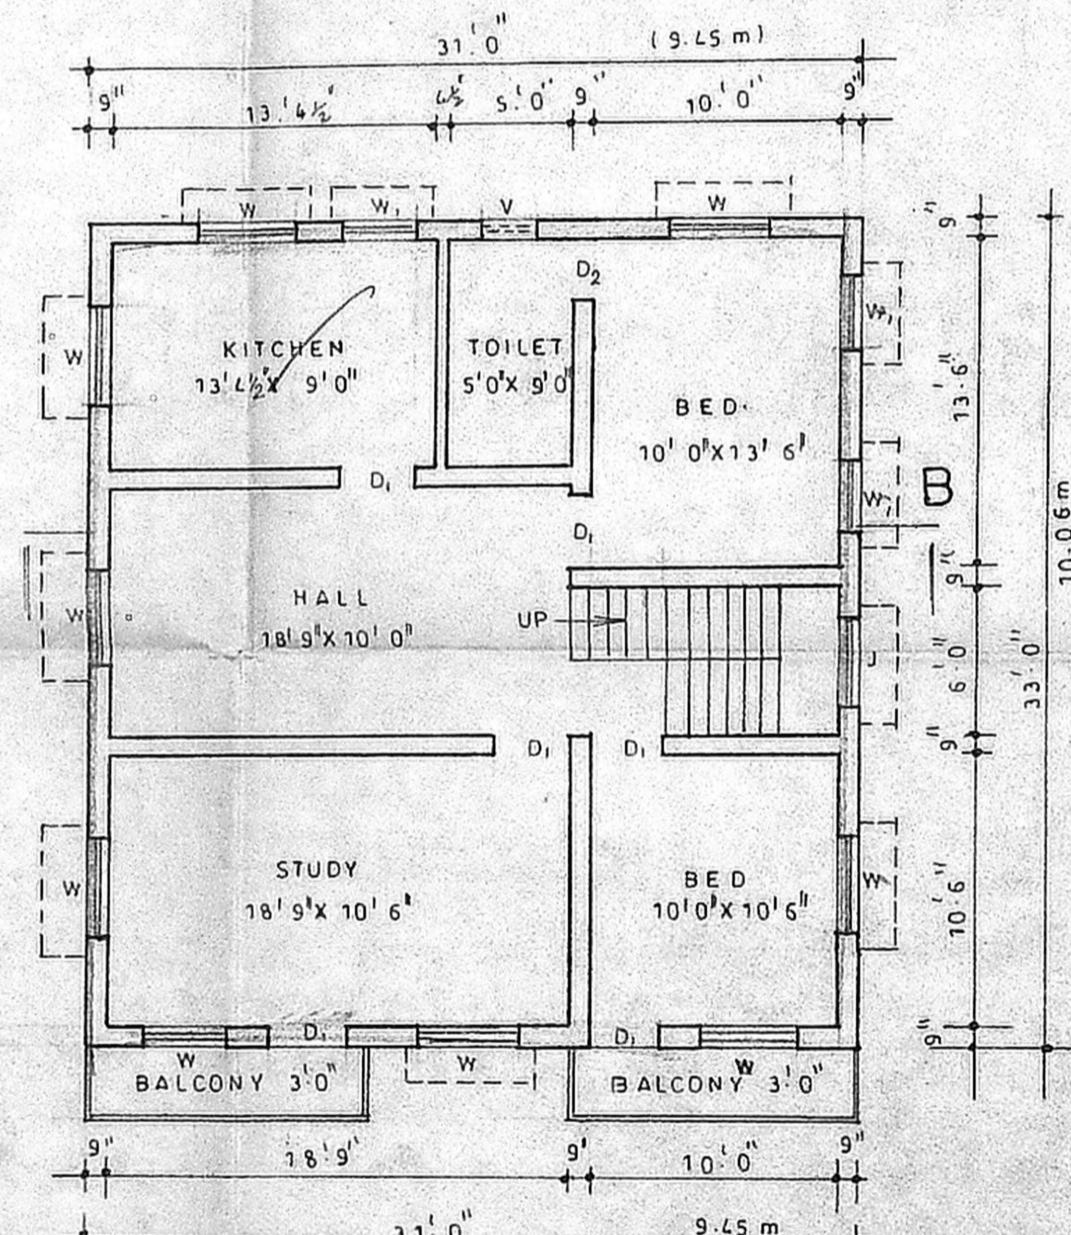 31'.0" (9.45 m)
9" 13'.4½" 4½" 5'.0" 9" 10'.0" 9"
W W₁ V W
9"
D₂
W₁
W
KITCHEN
13'4½"X 9'0"
TOILET
5'0"X 9'0"
BED
10'0"X13'6"
13'.6"
D₁
W₁
B
10.06m
D₁
9"
HALL
18'9"X10'0"
UP
W
J
6'.0"
33'.0"
D₁ D₁
9"
STUDY
18'9"X 10'6"
BED
10'0"X 10'6"
W
W
10'.6"
D₁ D₁
9"
W W W
BALCONY 3'.0"
BALCONY 3'.0"
9" 18'.9" 9' 10'.0" 9"
31'.0" 9.45 m